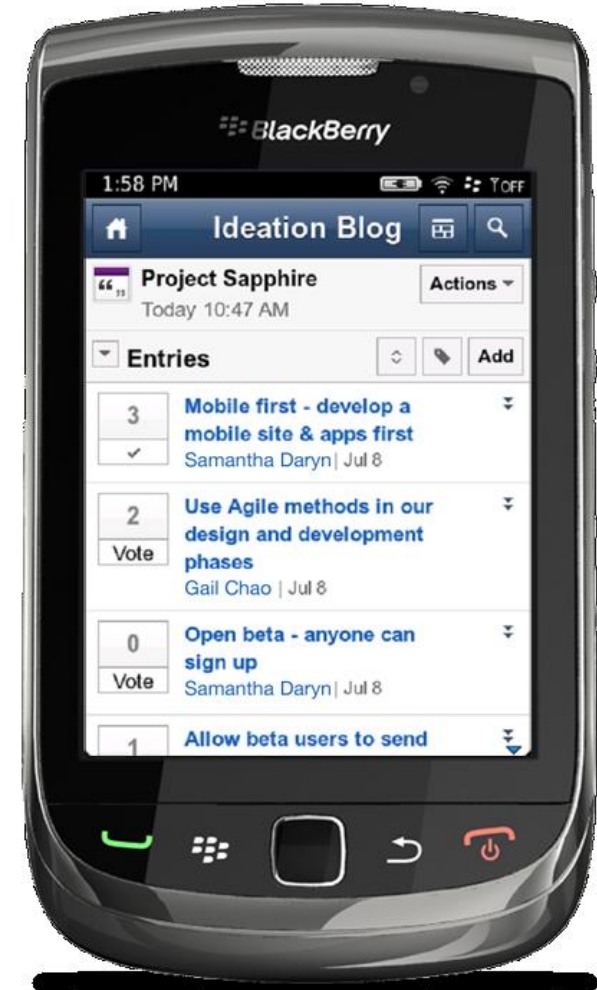 BlackBerry
1:58 PM
OFF
Ideation Blog
Project Sapphire
Actions
Today 10:47 AM
Entries
Add
3
Mobile first - develop a
mobile site & apps first
Samantha Daryn | Jul 8
2
Vote
Use Agile methods in our
design and development
phases
Gail Chao | Jul 8
0
Vote
Open beta - anyone can
sign up
Samantha Daryn | Jul 8
1
Allow beta users to send